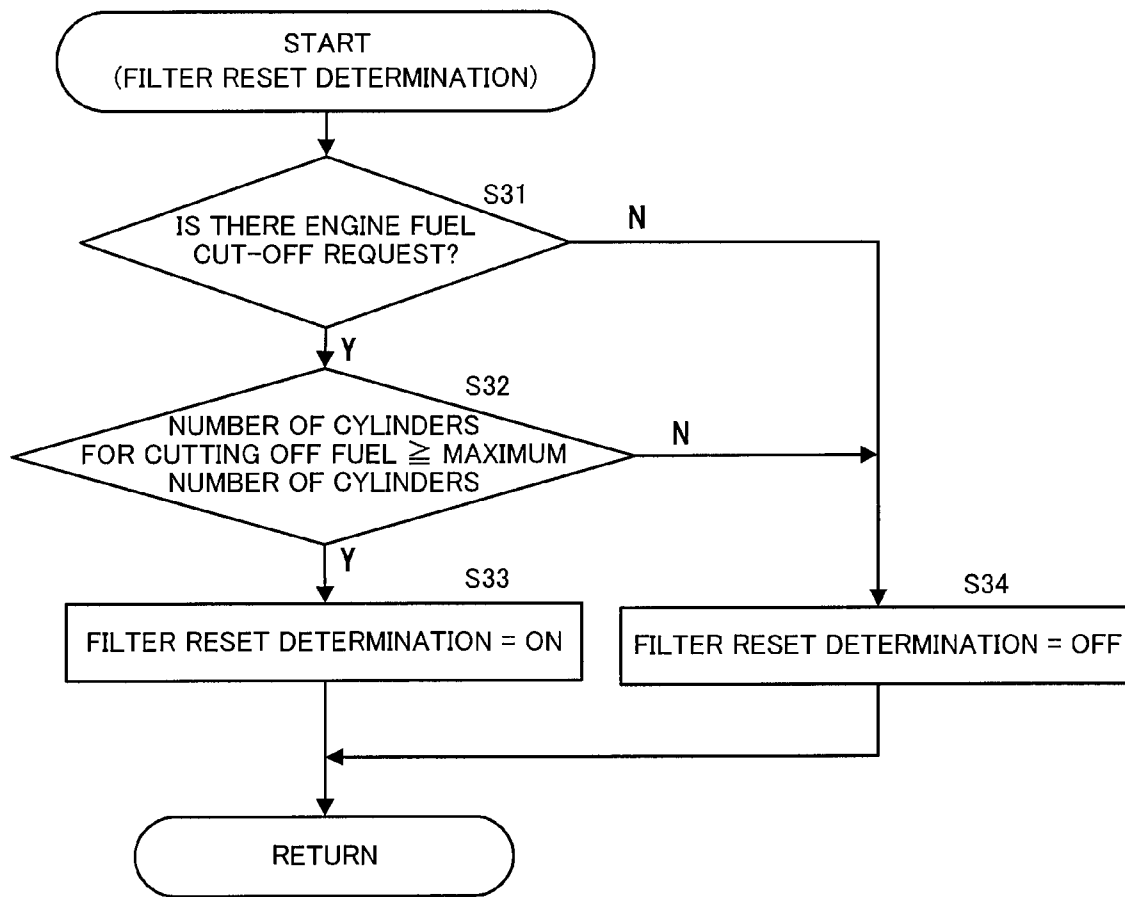 START
(FILTER RESET DETERMINATION)
S31
IS THERE ENGINE FUEL
CUT-OFF REQUEST?
N
Y
S32
NUMBER OF CYLINDERS
FOR CUTTING OFF FUEL ≧ MAXIMUM
NUMBER OF CYLINDERS
N
Y
S33
FILTER RESET DETERMINATION = ON
S34
FILTER RESET DETERMINATION = OFF
RETURN